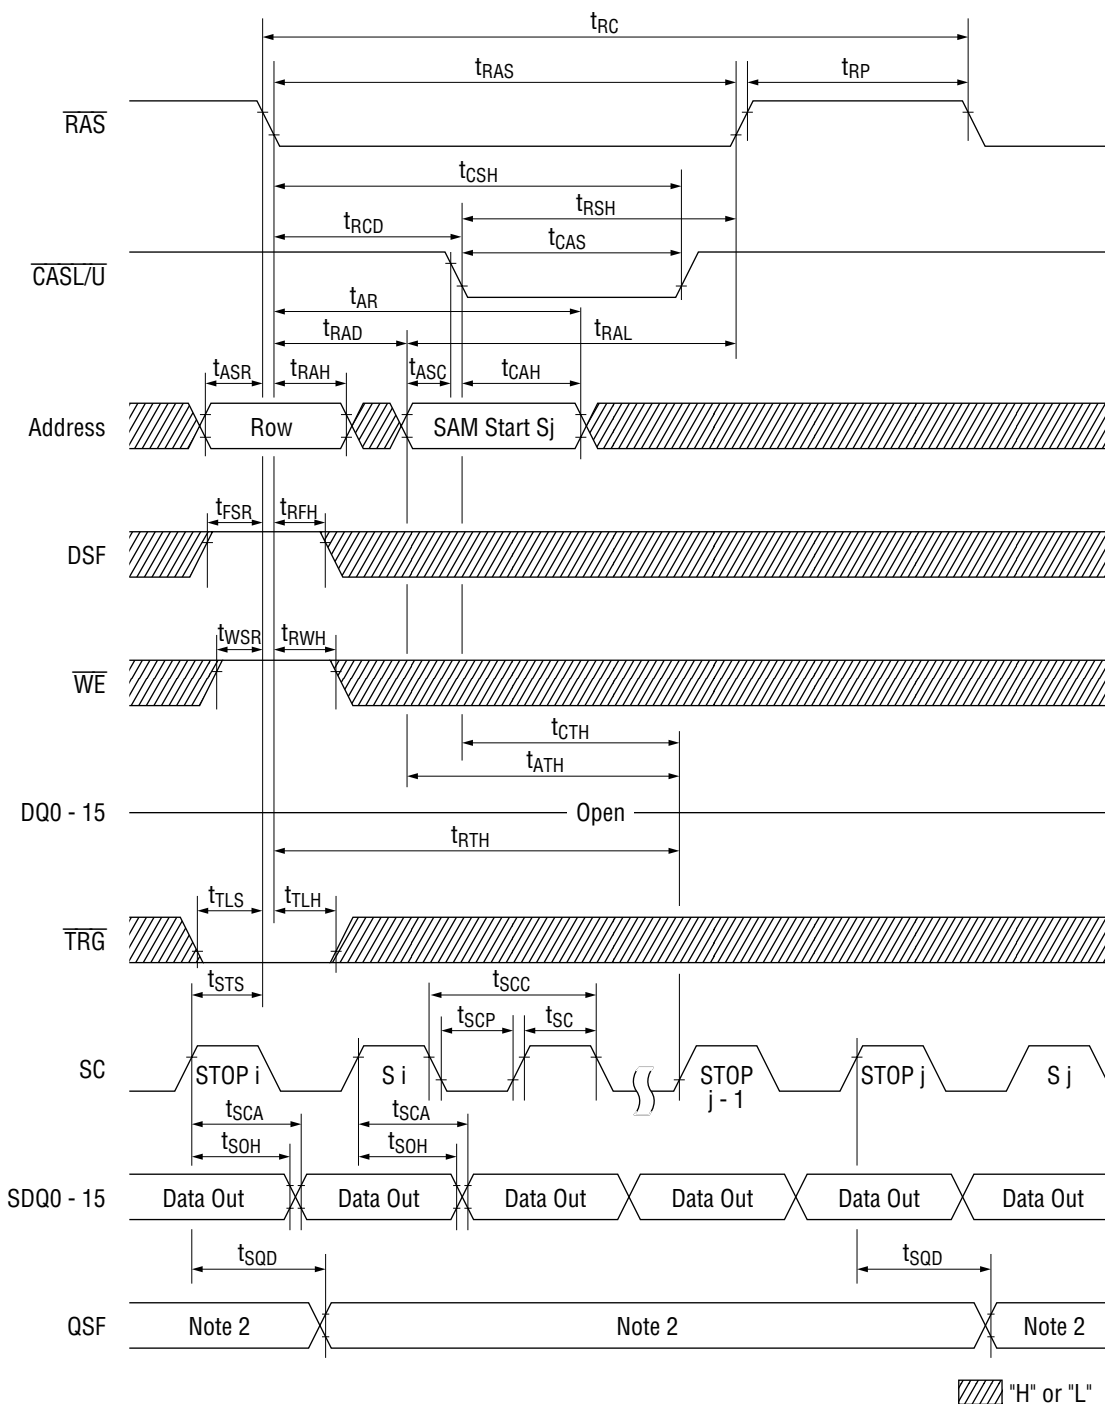 tRC
tRAS
tRP
RAS
tCSH
tRSH
tRCD
tCAS
CASL/U
tAR
tRAD
tRAL
tASR
tRAH
tASC
tCAH
Address
Row
SAM Start Sj
tFSR
tRFH
DSF
tWSR
tRWH
WE
tCTH
tATH
DQ0 - 15
Open
tRTH
tTLS
tTLH
TRG
tSTS
tSCC
tSCP
tSC
SC
STOP i
S i
STOP
j - 1
STOP j
S j
tSCA
tSCA
tSOH
tSOH
SDQ0 - 15
Data Out
Data Out
Data Out
Data Out
Data Out
Data Out
tSQD
tSQD
QSF
Note 2
Note 2
Note 2
"H" or "L"